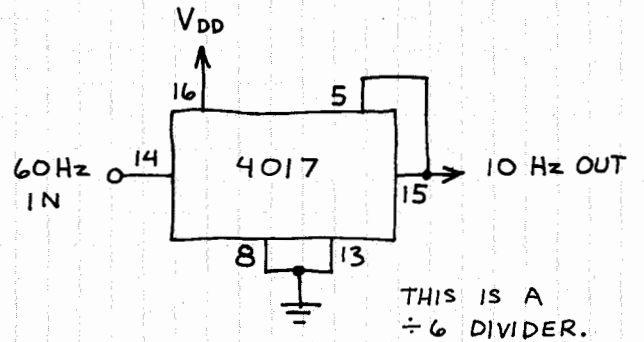 VDD
16
5
60Hz
IN
14
4017
15
10 Hz OUT
8
13
THIS IS A
÷6 DIVIDER.